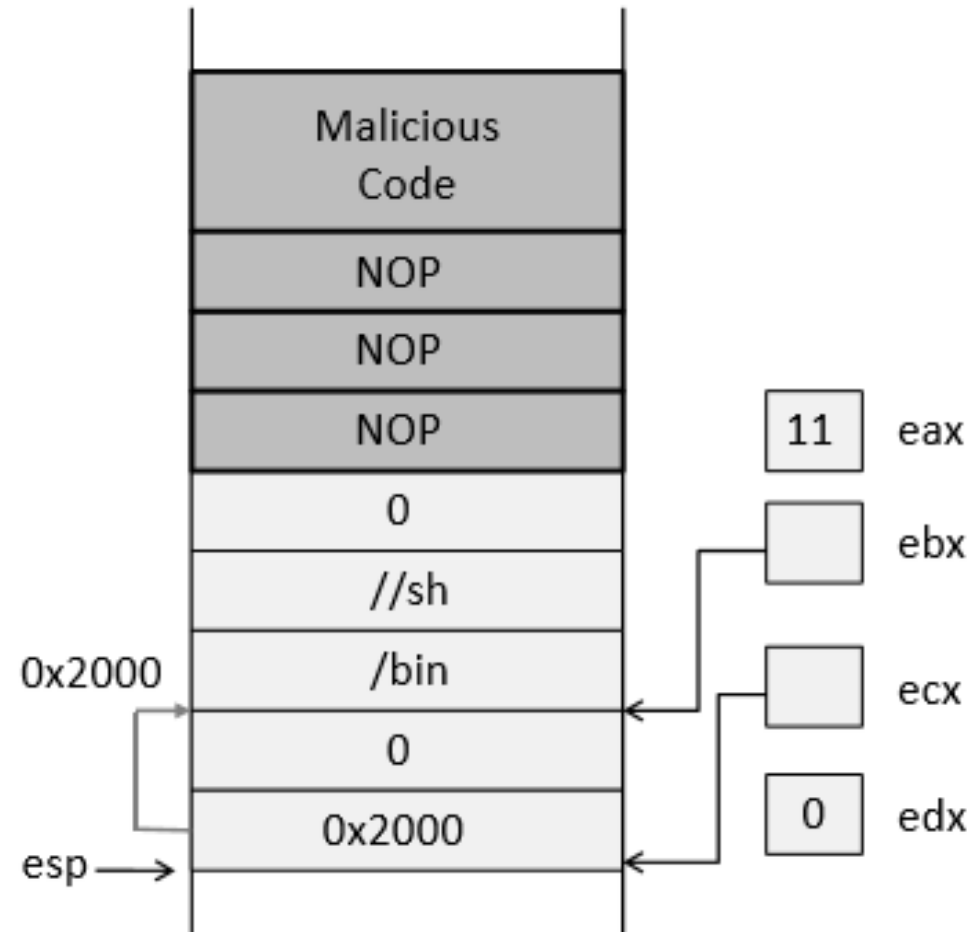 Malicious
Code
NOP
NOP
NOP
11 eax
0
ebx
//sh
0x2000
/bin
ecx
0
0x2000
0 edx
esp